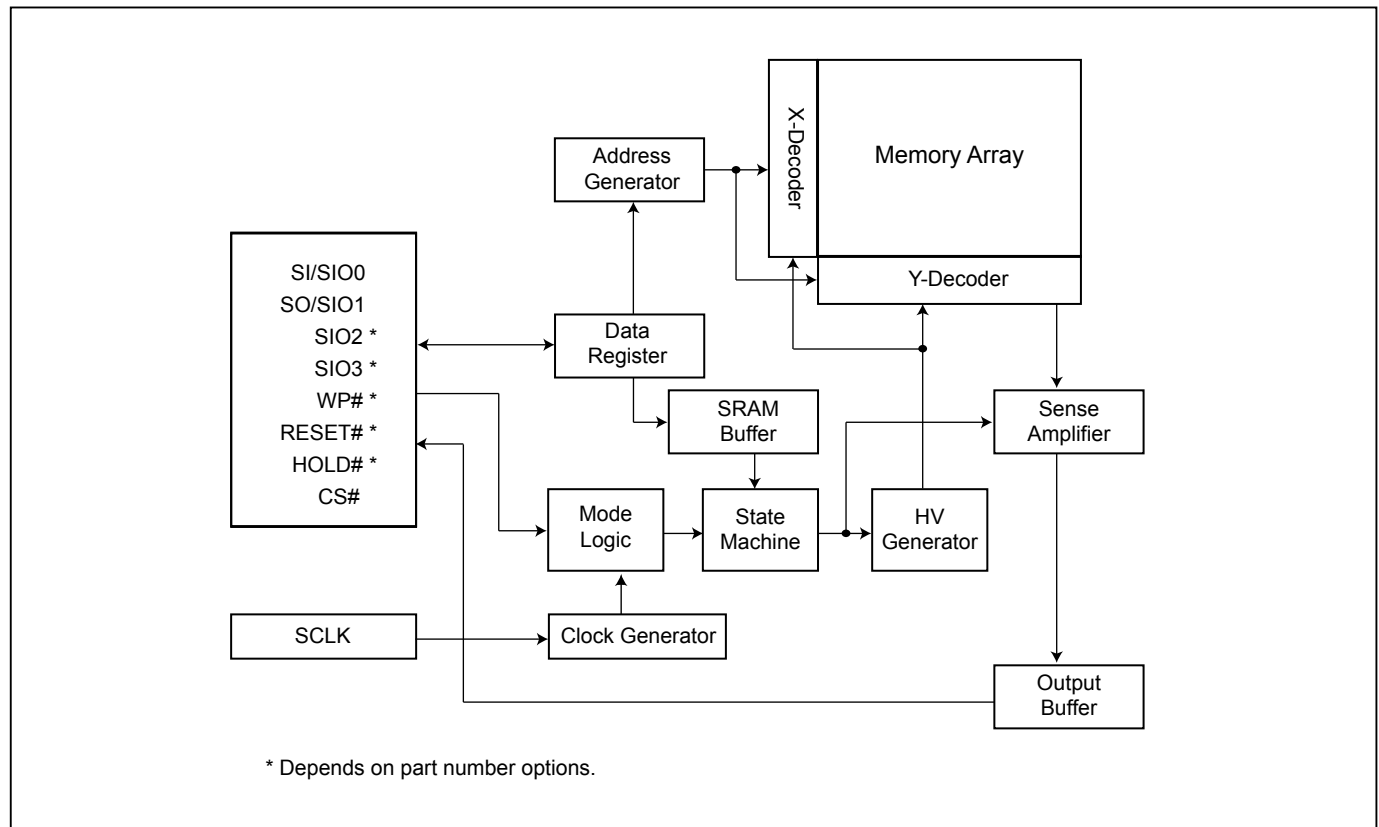 X-Decoder
Memory Array
Address
Generator
Y-Decoder
SI/SIO0
SO/SIO1
SIO2 *
SIO3 *
WP# *
RESET# *
HOLD# *
CS#
Data
Register
SRAM
Buffer
Sense
Amplifier
Mode
Logic
State
Machine
HV
Generator
SCLK
Clock Generator
Output
Buffer
* Depends on part number options.